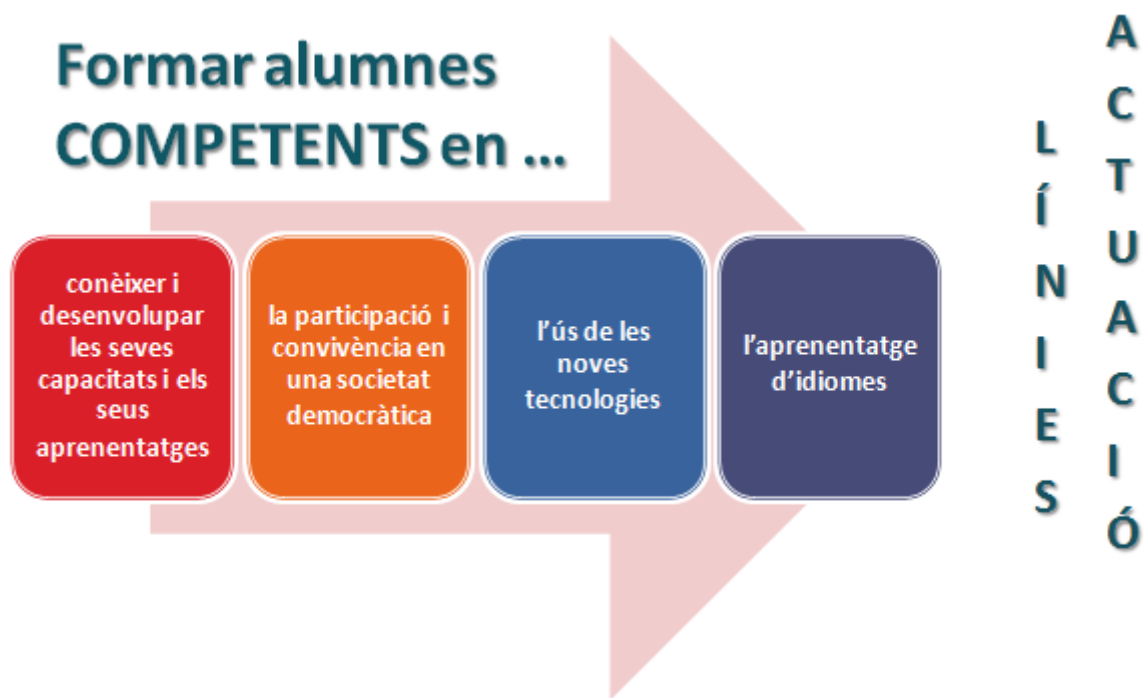 Formar alumnes
COMPETENTS en ...
conèixer i
desenvolupar
les seves
capacitats i els
seus
aprenentatges
la participació i
convivència en
una societat
democràtica
l'ús de les
noves
tecnologies
l'aprenentatge
d'idiomes
LÍNIES
ACTUACIÓ